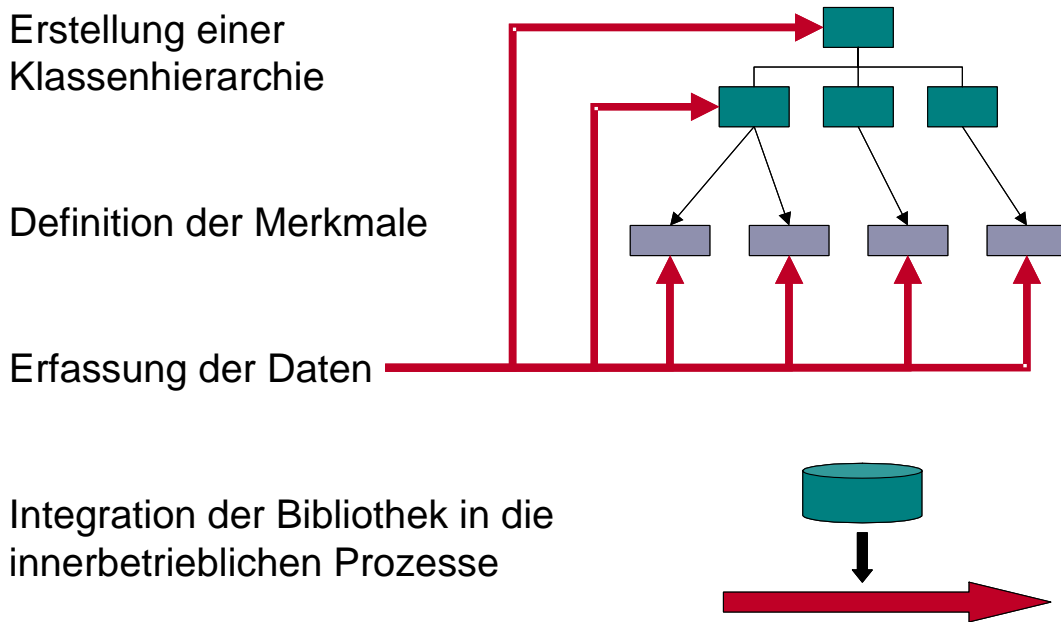 Erstellung einer
Klassenhierarchie
Definition der Merkmale
Erfassung der Daten
Integration der Bibliothek in die
innerbetrieblichen Prozesse